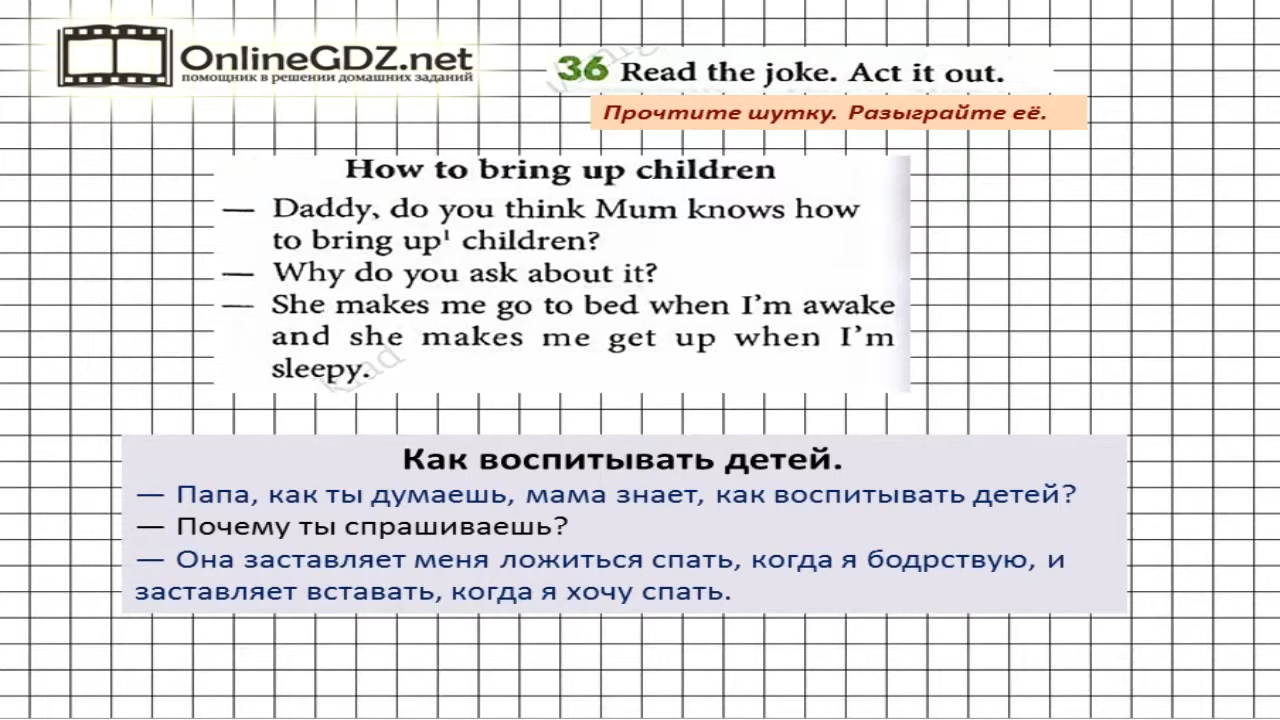 OnlineGDZ.net
помощник в решении домашних заданий
36 Read the joke. Act it out.
Прочтите шутку. Разыграйте её.
How to bring up children
— Daddy, do you think Mum knows how
to bring up¹ children?
— Why do you ask about it?
— She makes me go to bed when I'm awake
and she makes me get up when I'm
sleepy.
Как воспитывать детей.
— Папа, как ты думаешь, мама знает, как воспитывать детей?
— Почему ты спрашиваешь?
— Она заставляет меня ложиться спать, когда я бодрствую, и
заставляет вставать, когда я хочу спать.